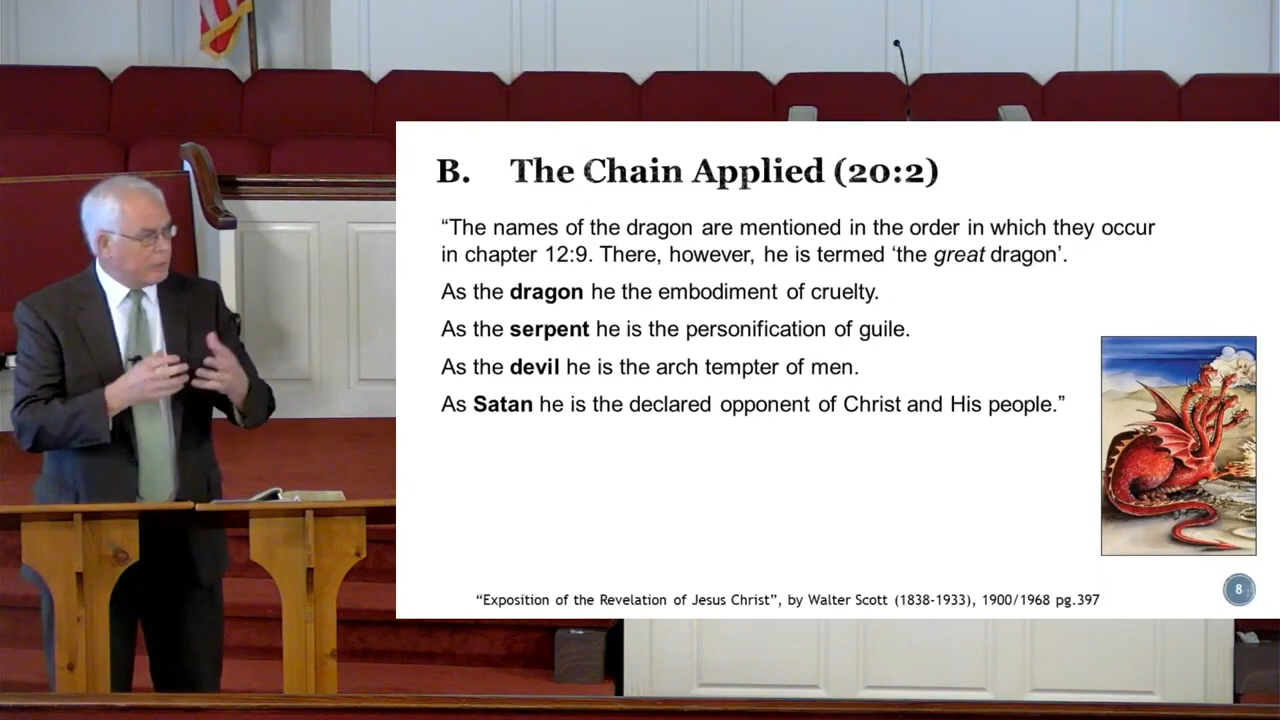 B. The Chain Applied (20:2)
“The names of the dragon are mentioned in the order in which they occur
in chapter 12:9. There, however, he is termed ‘the great dragon’.
As the dragon he the embodiment of cruelty.
As the serpent he is the personification of guile.
As the devil he is the arch tempter of men.
As Satan he is the declared opponent of Christ and His people.”
“Exposition of the Revelation of Jesus Christ”, by Walter Scott (1838-1933), 1900/1968 pg.397
8